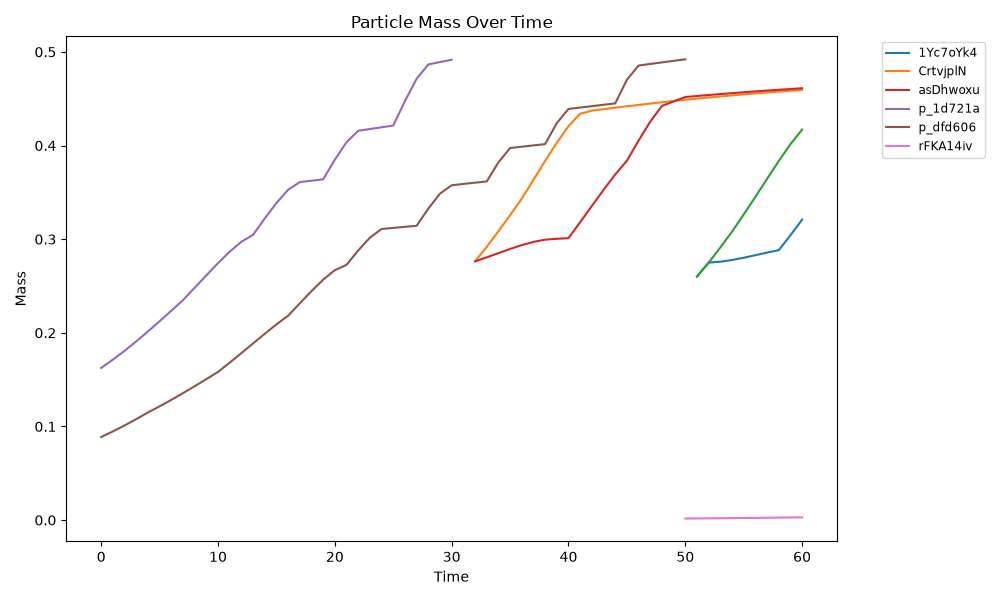 Particle Mass Over Time
0.5
0.4
0.3
0.2
0.1
0.0
Mass
0
10
20
30
40
50
60
Time
1Yc7oYk4
CrtvjplN
asDhwoxu
p_1d721a
p_dfd606
rFKA14iv